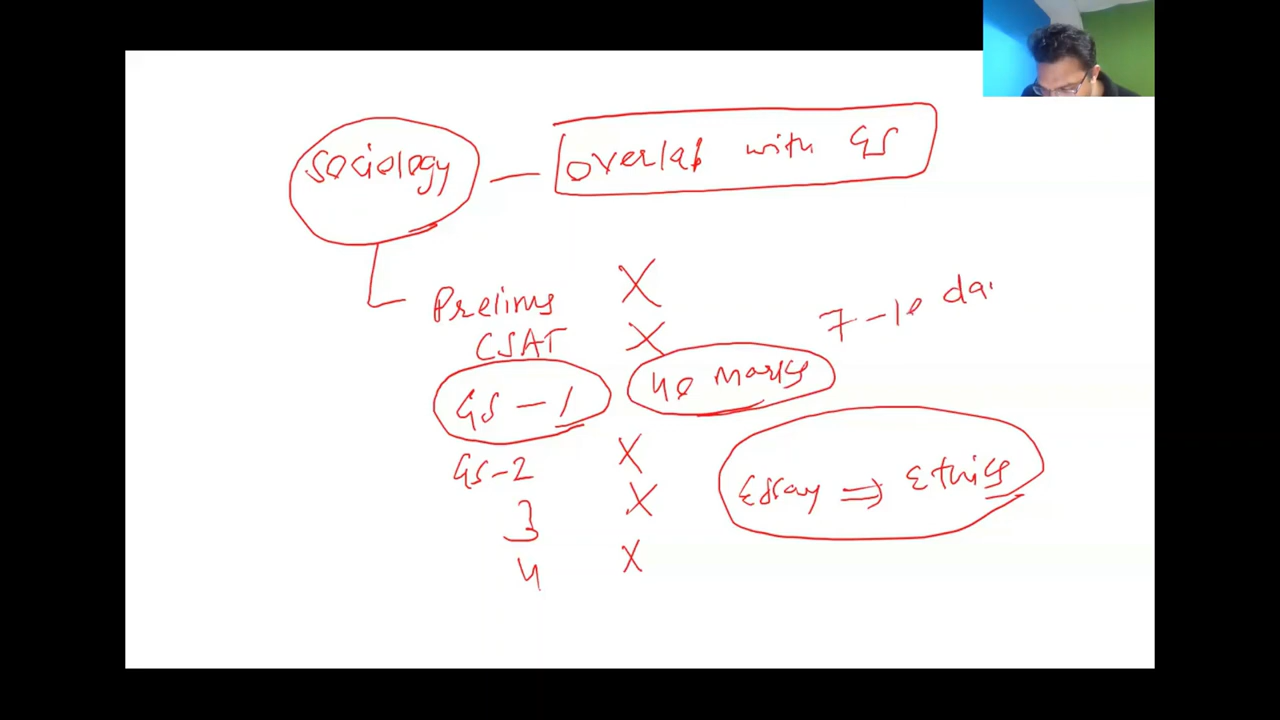 Sociology — overlap with GS
Prelims X
CSAT X
7-10 da
GS - 1 40 marks
GS-2 X
Essay ⇒ Ethics
3 X
4 X